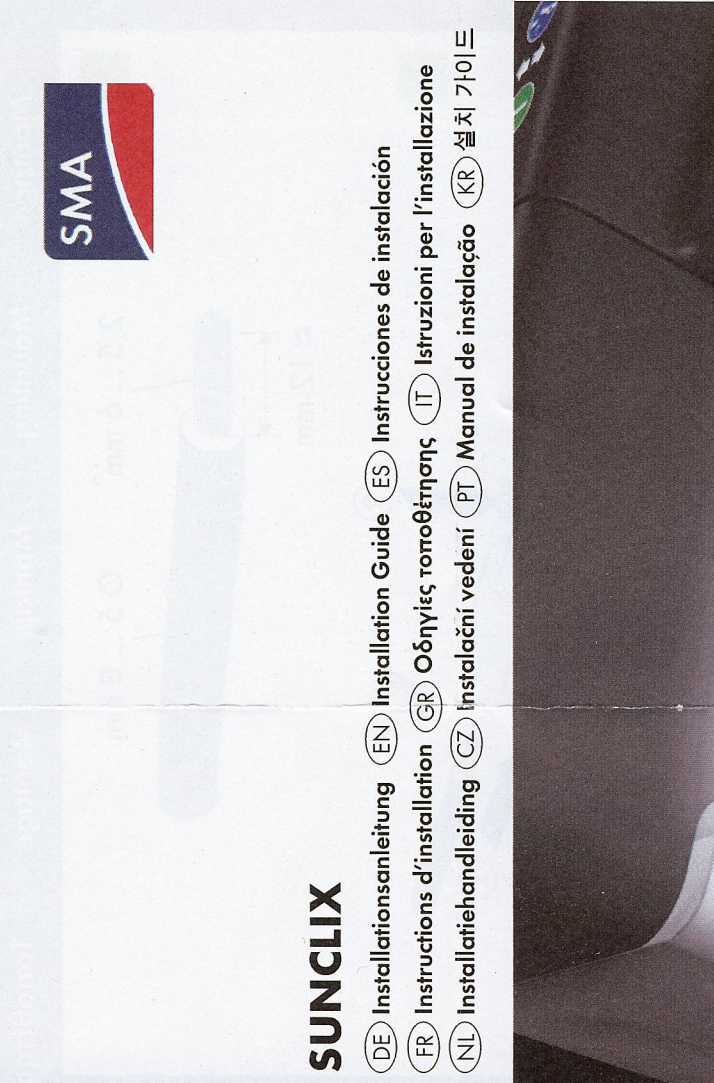 SMA
SUNCLIX
DE Installationsanleitung EN Installation Guide ES Instrucciones de instalación
FR Instructions d'installation GR Οδηγίες τοποθέτησης IT Istruzioni per l'installazione
NL Installatiehandleiding CZ Instalační vedení PT Manual de instalação KR 설치 가이드